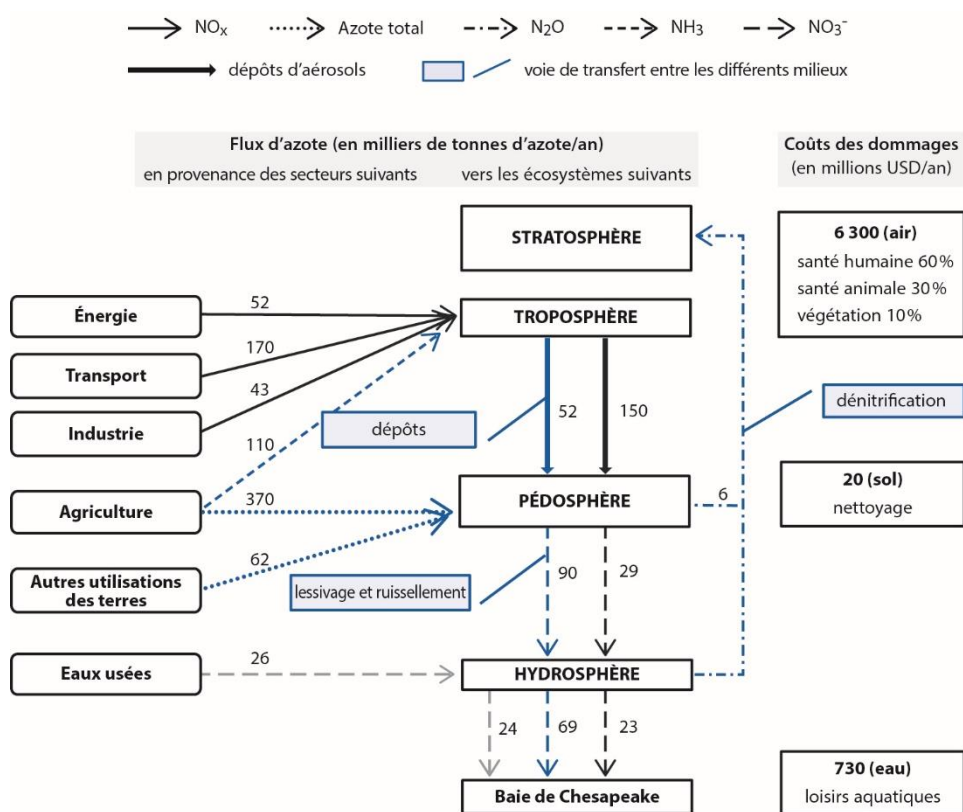 NOx Azote total N2O NH3 NO3⁻
dépôts d'aérosols voie de transfert entre les différents milieux
Flux d'azote (en milliers de tonnes d'azote/an)
en provenance des secteurs suivants vers les écosystèmes suivants
Coûts des dommages
(en millions USD/an)
STRATOSPHÈRE
6 300 (air)
santé humaine 60%
santé animale 30%
végétation 10%
Énergie
52
TROPOSPHÈRE
Transport
170
Industrie
43
110
dépôts
52
150
dénitrification
Agriculture
370
PÉDOSPHÈRE
6
20 (sol)
nettoyage
Autres utilisations
des terres
62
lessivage et ruissellement
90
29
Eaux usées
26
HYDROSPHÈRE
24
69
23
Baie de Chesapeake
730 (eau)
loisirs aquatiques